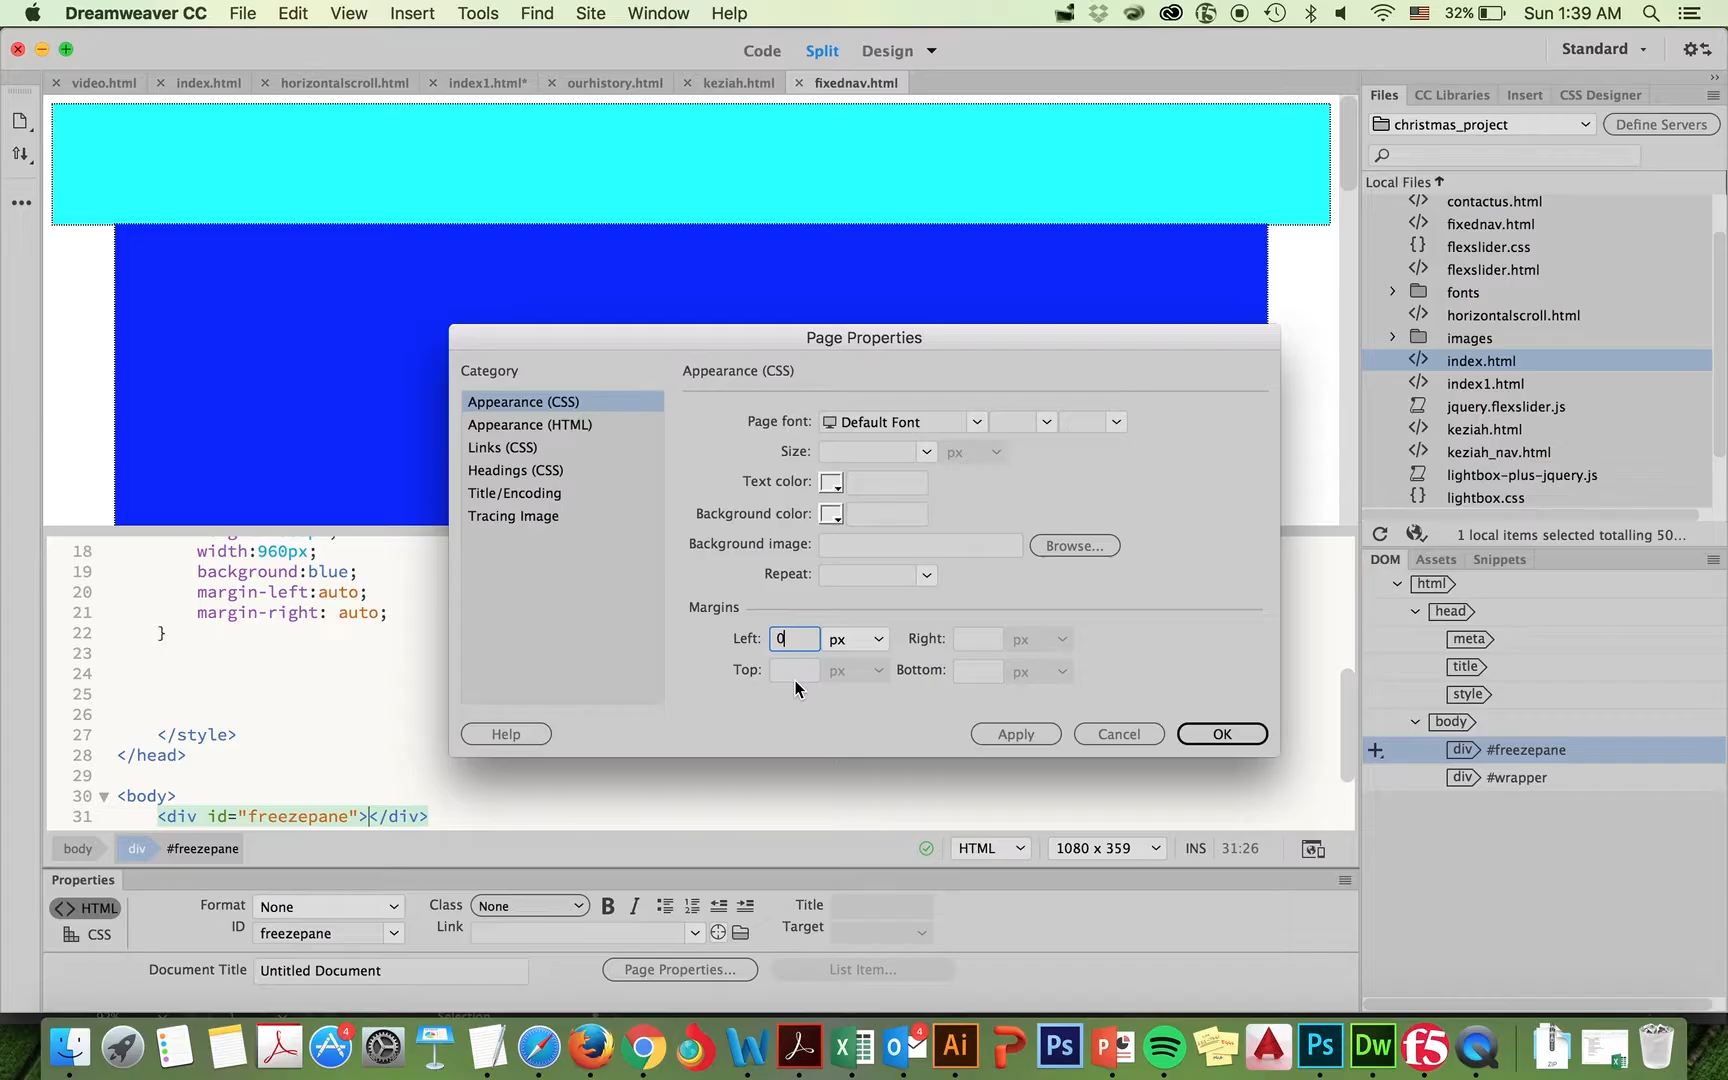 Dreamweaver CC File Edit View Insert Tools Find Site Window Help 32% Sun 1:39 AM
Code Split Design Standard
video.html index.html horizontalscroll.html index1.html* ourhistory.html keziah.html fixednav.html
Files CC Libraries Insert CSS Designer
christmas_project Define Servers
Local Files
contactus.html
fixednav.html
flexslider.css
flexslider.html
fonts
horizontalscroll.html
images
index.html
index1.html
jquery.flexslider.js
keziah.html
keziah_nav.html
lightbox-plus-jquery.js
lightbox.css
1 local items selected totalling 50...
DOM Assets Snippets
html
head
meta
title
style
body
div #freezepane
div #wrapper
Page Properties
Category
Appearance (CSS)
Appearance (HTML)
Links (CSS)
Headings (CSS)
Title/Encoding
Tracing Image
Appearance (CSS)
Page font: Default Font
Size: px
Text color:
Background color:
Background image: Browse...
Repeat:
Margins
Left: 0 px Right: px
Top: px Bottom: px
Help Apply Cancel OK
18 width:960px;
19 background:blue;
20 margin-left:auto;
21 margin-right: auto;
22 }
23
24
25
26
27 </style>
28 </head>
29
30 <body>
31 <div id="freezepane"></div>
body div #freezepane HTML 1080 x 359 INS 31:26
Properties
<> HTML Format None Class None B I Title
CSS ID freezepane Link Target
Document Title Untitled Document Page Properties... List Item...
4 W X 4 Ai Ps P Ps Dw f5
ZIP